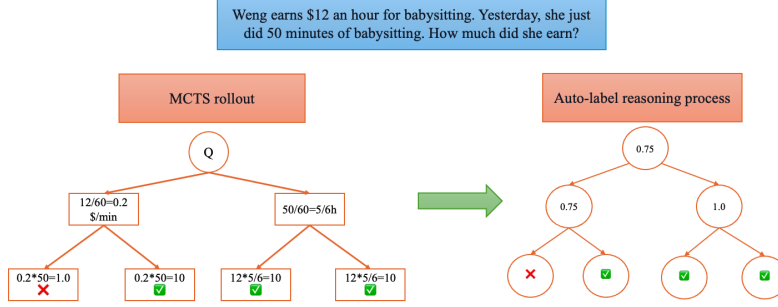 Weng earns $12 an hour for babysitting. Yesterday, she just
did 50 minutes of babysitting. How much did she earn?
MCTS rollout
Auto-label reasoning process
Q
0.75
12/60=0.2
$/min
50/60=5/6h
0.75
1.0
0.2*50=1.0
0.2*50=10
12*5/6=10
12*5/6=10